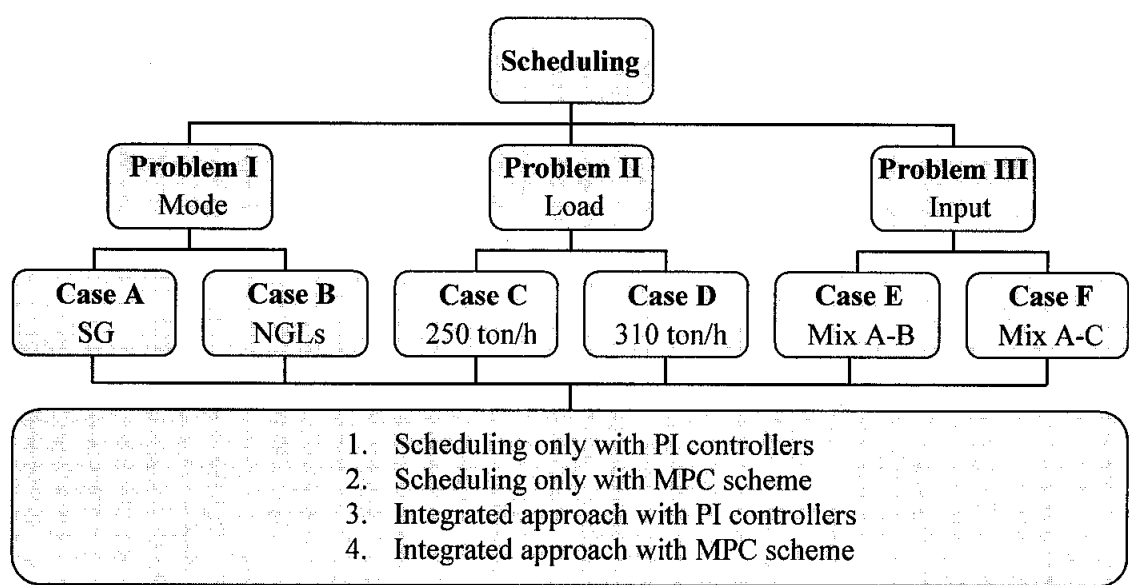 Scheduling
Problem I
Mode
Problem II
Load
Problem III
Input
Case A
SG
Case B
NGLs
Case C
250 ton/h
Case D
310 ton/h
Case E
Mix A-B
Case F
Mix A-C
1. Scheduling only with PI controllers
2. Scheduling only with MPC scheme
3. Integrated approach with PI controllers
4. Integrated approach with MPC scheme